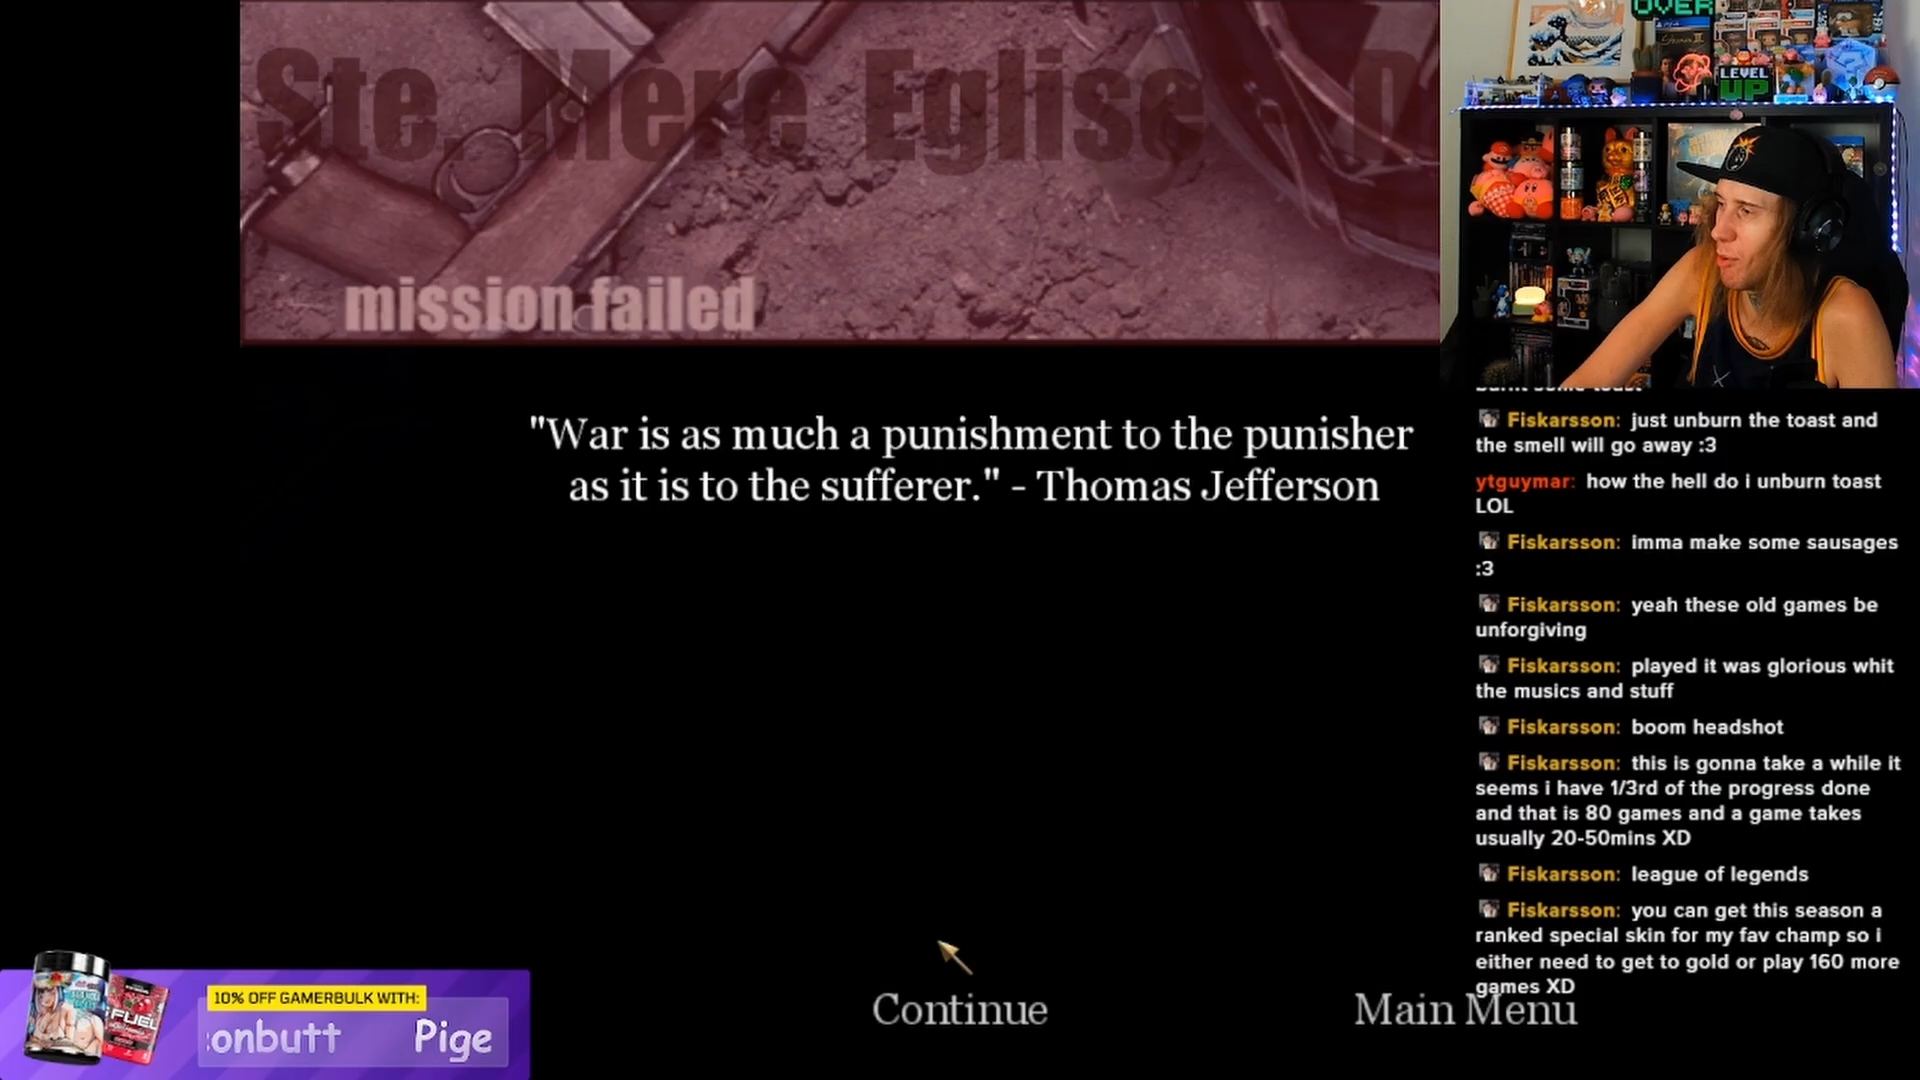 Ste. Mère Eglise
mission failed
"War is as much a punishment to the punisher
as it is to the sufferer." - Thomas Jefferson
Continue
Main Menu
OVER
LEVEL
UP
Fiskarsson: just unburn the toast and
the smell will go away :3
ytguymar: how the hell do i unburn toast
LOL
Fiskarsson: imma make some sausages
:3
Fiskarsson: yeah these old games be
unforgiving
Fiskarsson: played it was glorious whit
the musics and stuff
Fiskarsson: boom headshot
Fiskarsson: this is gonna take a while it
seems i have 1/3rd of the progress done
and that is 80 games and a game takes
usually 20-50mins XD
Fiskarsson: league of legends
Fiskarsson: you can get this season a
ranked special skin for my fav champ so i
either need to get to gold or play 160 more
games XD
10% OFF GAMERBULK WITH:
onbutt Pige
FUEL